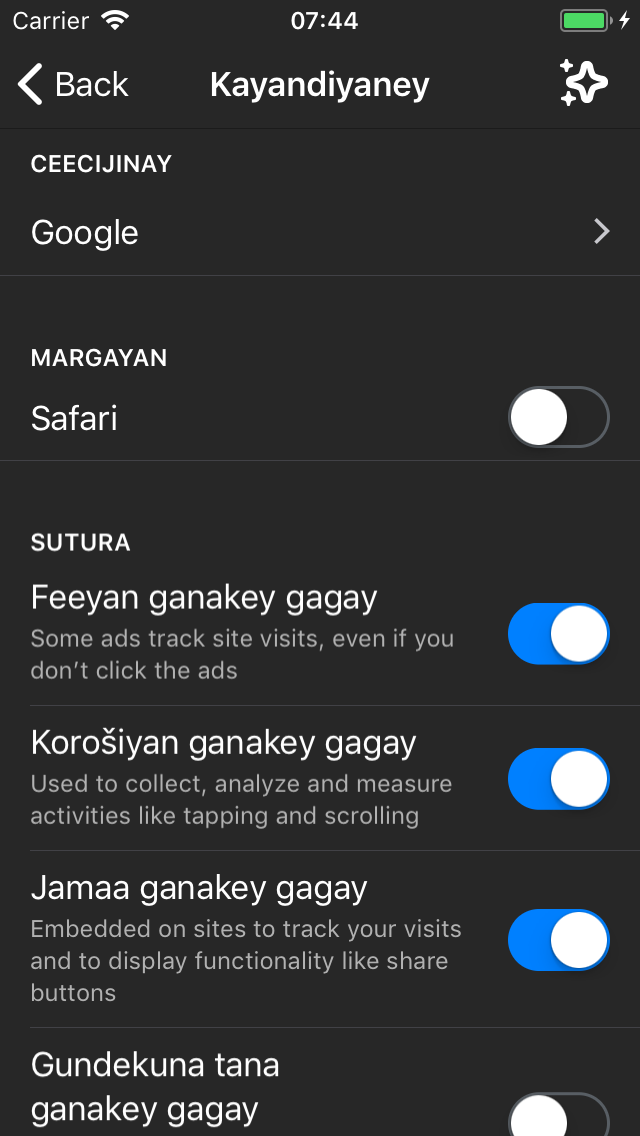 Carrier
07:44
Back
Kayandiyaney
CEECIJINAY
Google
MARGAYAN
Safari
SUTURA
Feeyan ganakey gagay
Some ads track site visits, even if you
don’t click the ads
Korošiyan ganakey gagay
Used to collect, analyze and measure
activities like tapping and scrolling
Jamaa ganakey gagay
Embedded on sites to track your visits
and to display functionality like share
buttons
Gundekuna tana
ganakey gagay